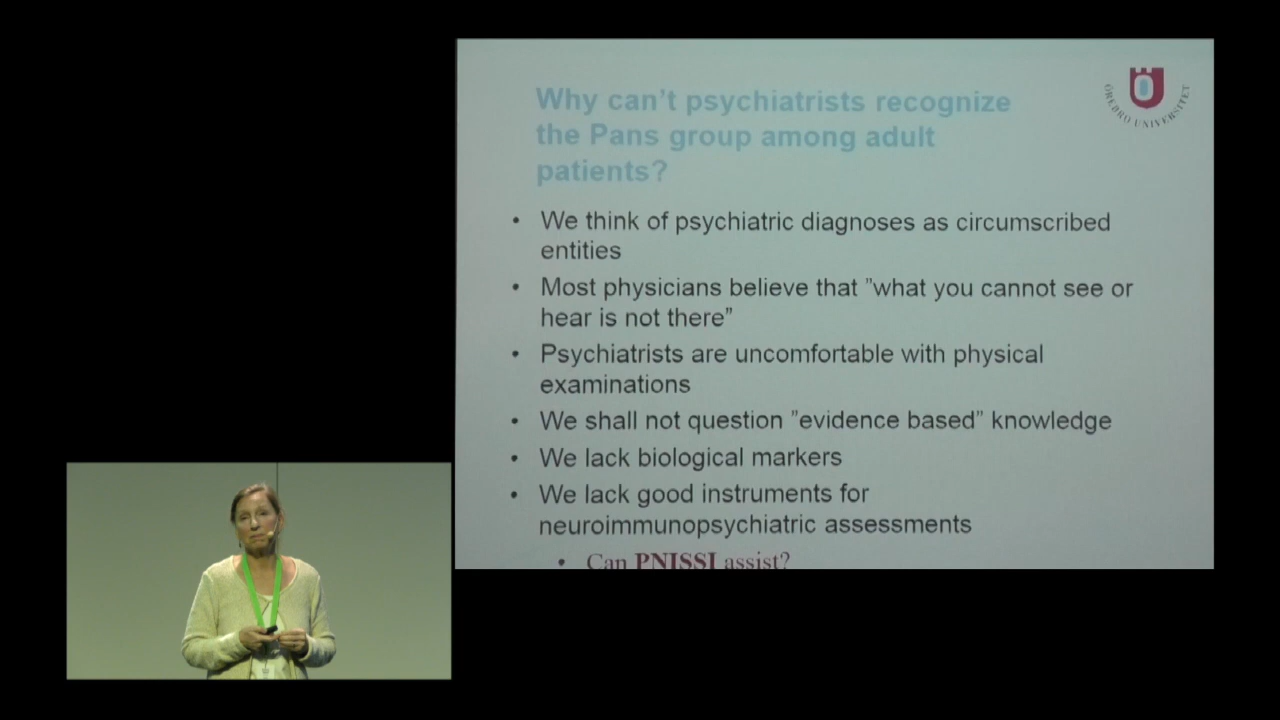 Why can't psychiatrists recognize
the Pans group among adult
patients?
ÖREBRO UNIVERSITET
• We think of psychiatric diagnoses as circumscribed
entities
• Most physicians believe that ”what you cannot see or
hear is not there”
• Psychiatrists are uncomfortable with physical
examinations
• We shall not question ”evidence based” knowledge
• We lack biological markers
• We lack good instruments for
neuroimmunopsychiatric assessments
• Can PNISSI assist?